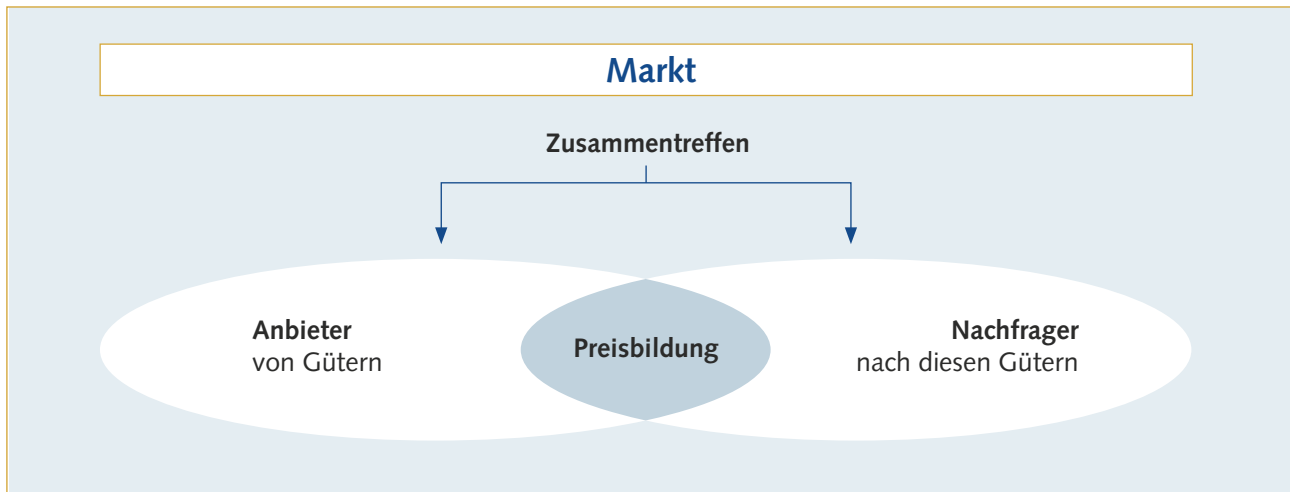 Markt
Zusammentreffen
Anbieter
von Gütern
Preisbildung
Nachfrager
nach diesen Gütern